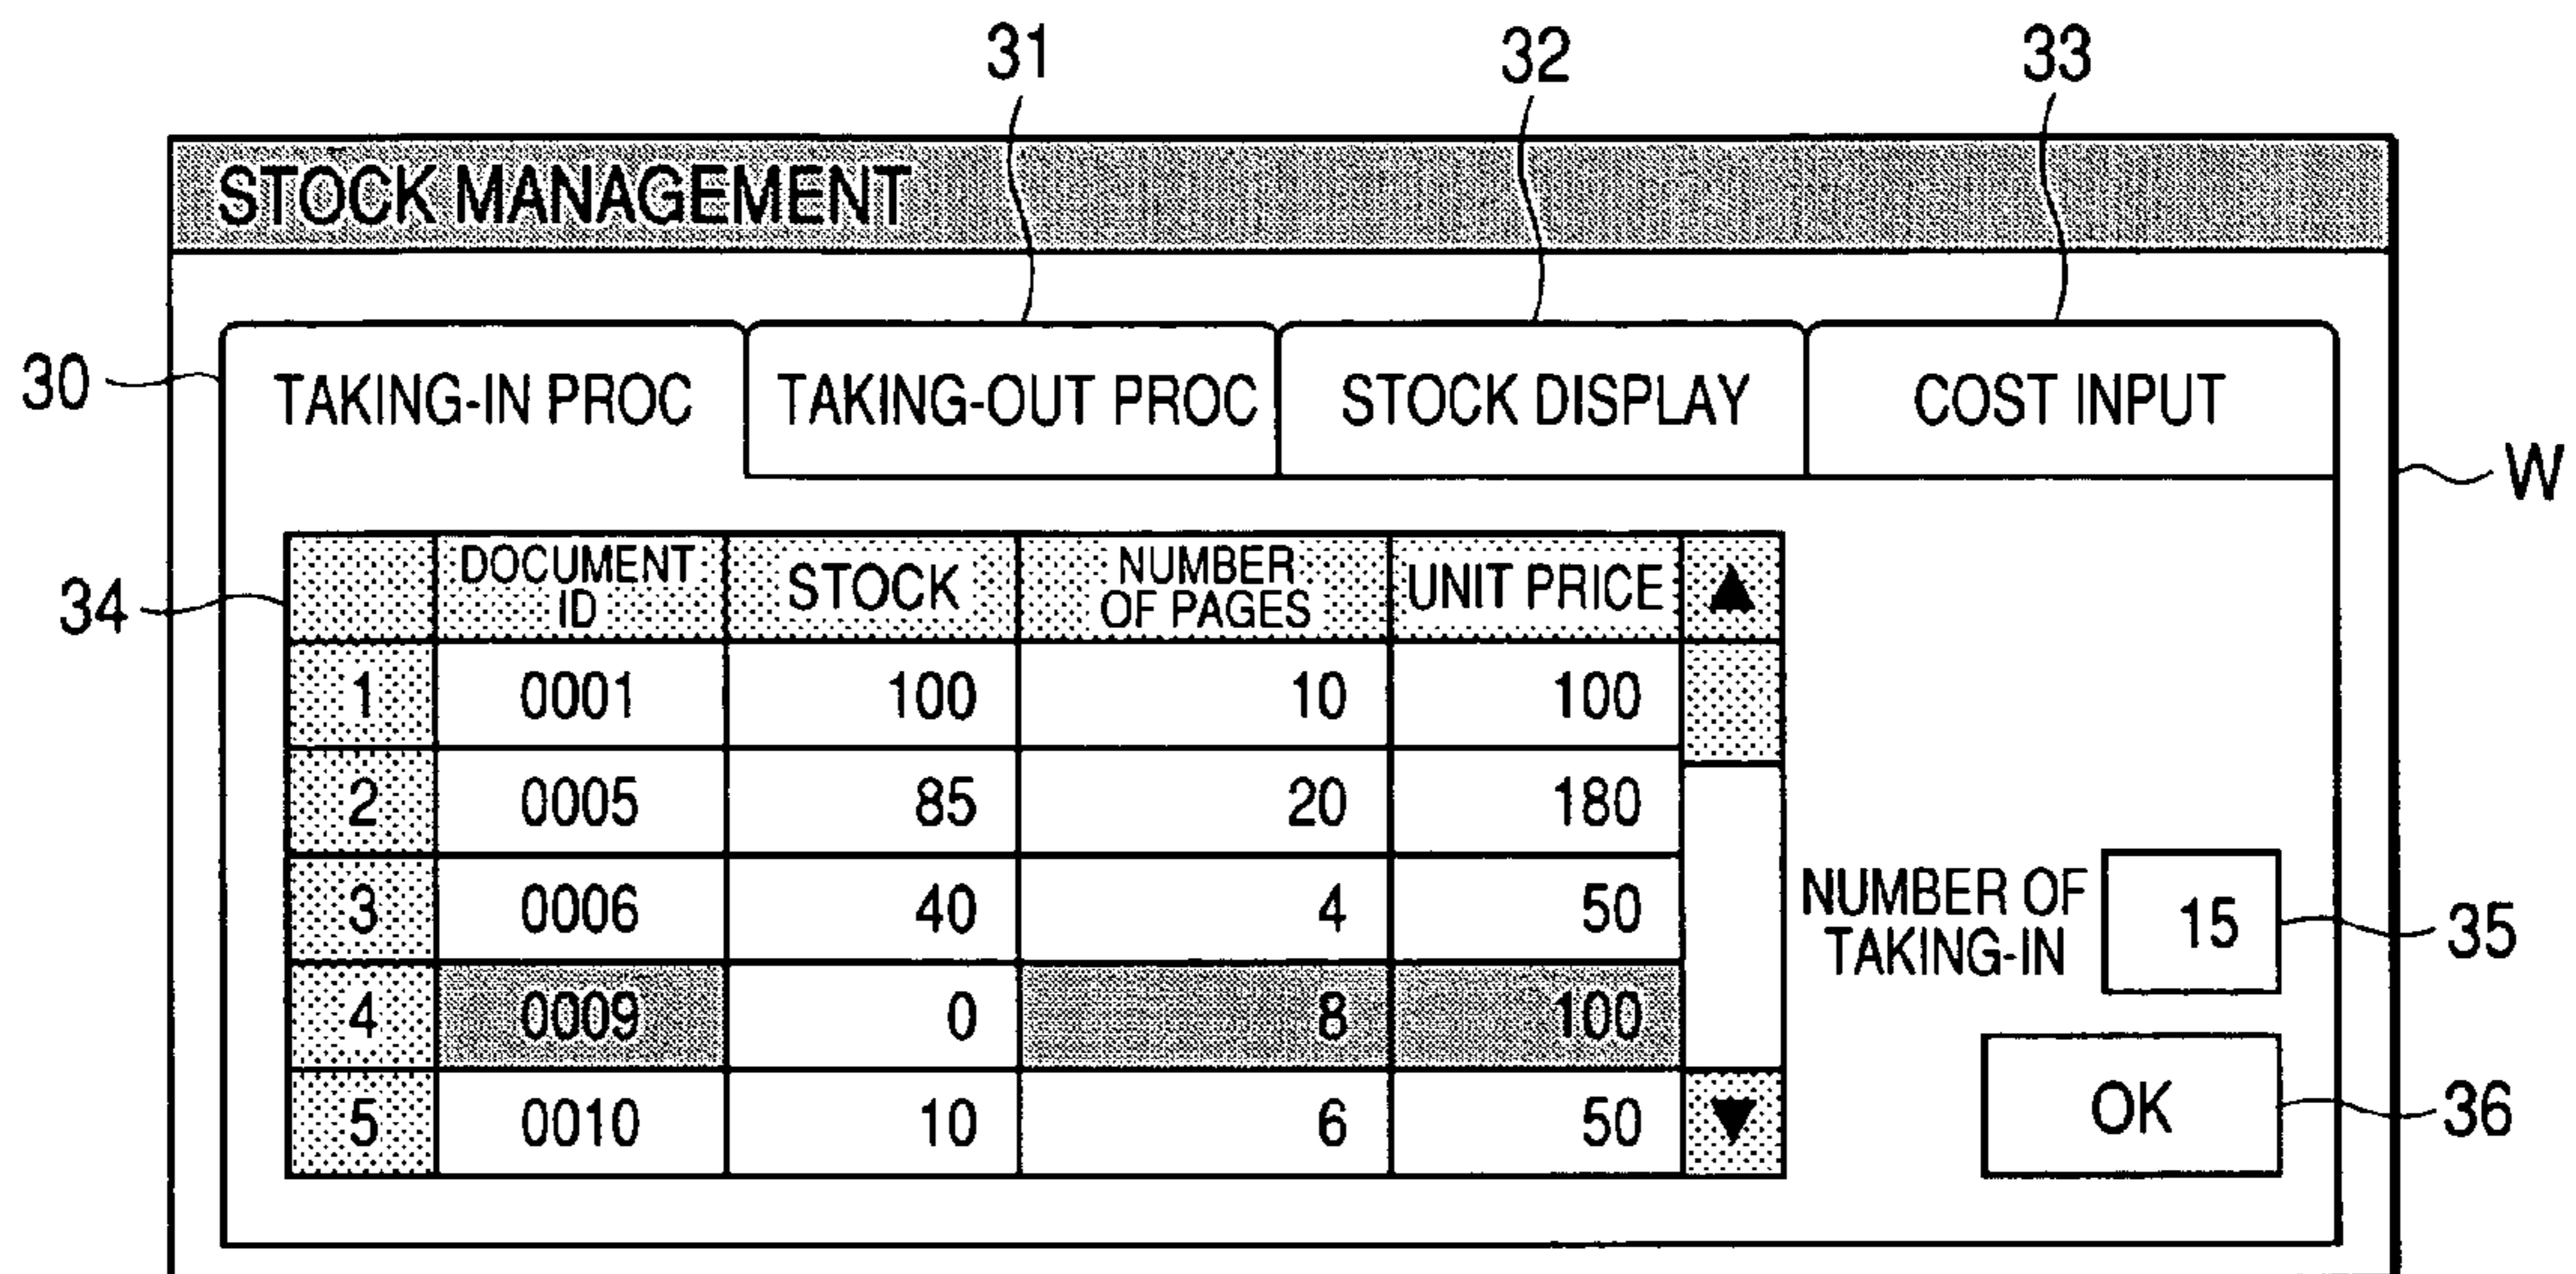 31 32 33
STOCK MANAGEMENT
30 TAKING-IN PROC TAKING-OUT PROC STOCK DISPLAY COST INPUT
W
34 DOCUMENT ID STOCK NUMBER OF PAGES UNIT PRICE ▲
1 0001 100 10 100
2 0005 85 20 180
3 0006 40 4 50
NUMBER OF
TAKING-IN 15 35
4 0009 0 8 100
5 0010 10 6 50 ▼
OK 36